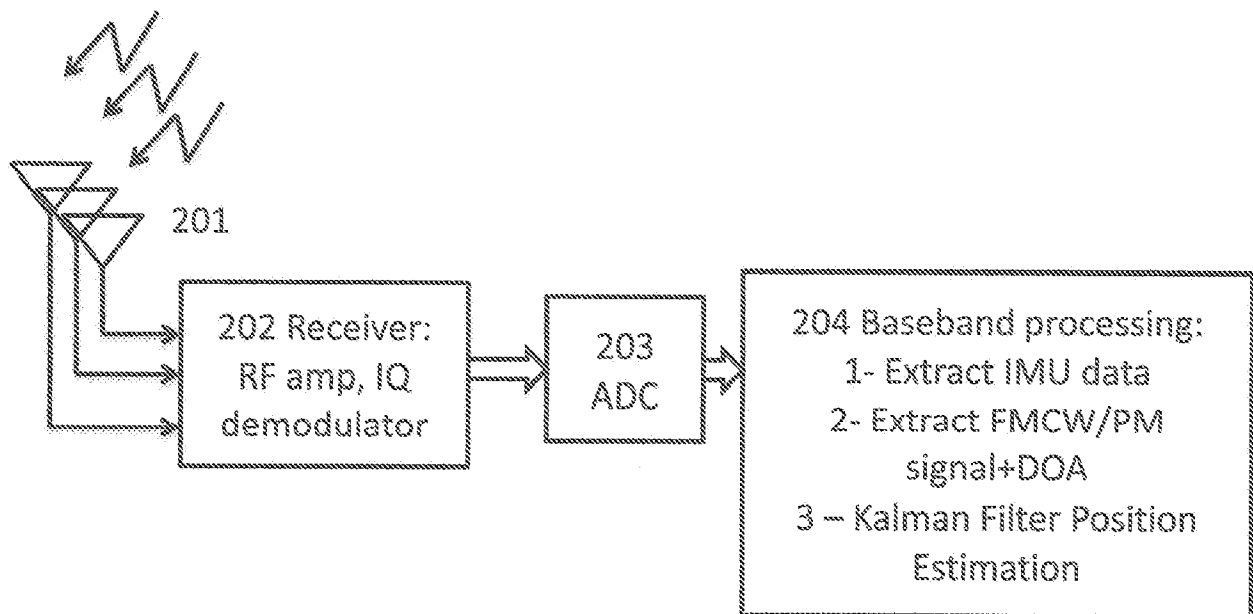 201
202 Receiver:
RF amp, IQ
demodulator
203
ADC
204 Baseband processing:
1- Extract IMU data
2- Extract FMCW/PM
signal+DOA
3 – Kalman Filter Position
Estimation